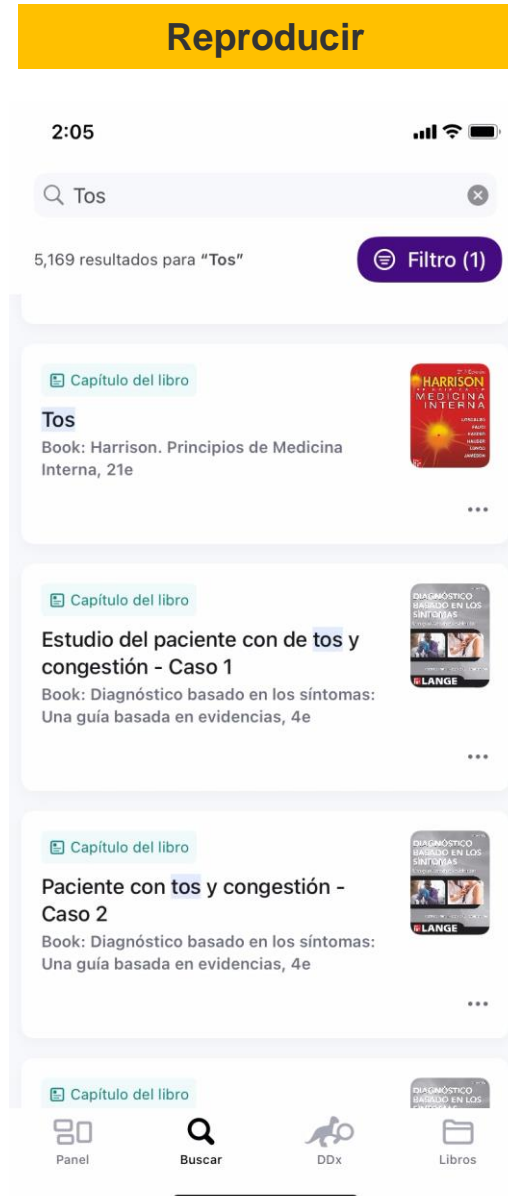 Reproducir
2:05
Tos
5,169 resultados para “Tos”
Filtro (1)
Capítulo del libro
Tos
Book: Harrison. Principios de Medicina
Interna, 21e
HARRISON
MEDICINA
INTERNA
...
Capítulo del libro
Estudio del paciente con de tos y
congestión - Caso 1
Book: Diagnóstico basado en los síntomas:
Una guía basada en evidencias, 4e
DIAGNÓSTICO
BASADO EN LOS
SÍNTOMAS
LANGE
...
Capítulo del libro
Paciente con tos y congestión -
Caso 2
Book: Diagnóstico basado en los síntomas:
Una guía basada en evidencias, 4e
DIAGNÓSTICO
BASADO EN LOS
SÍNTOMAS
LANGE
...
Capítulo del libro
DIAGNÓSTICO
BASADO EN LOS
Panel
Buscar
DDx
Libros